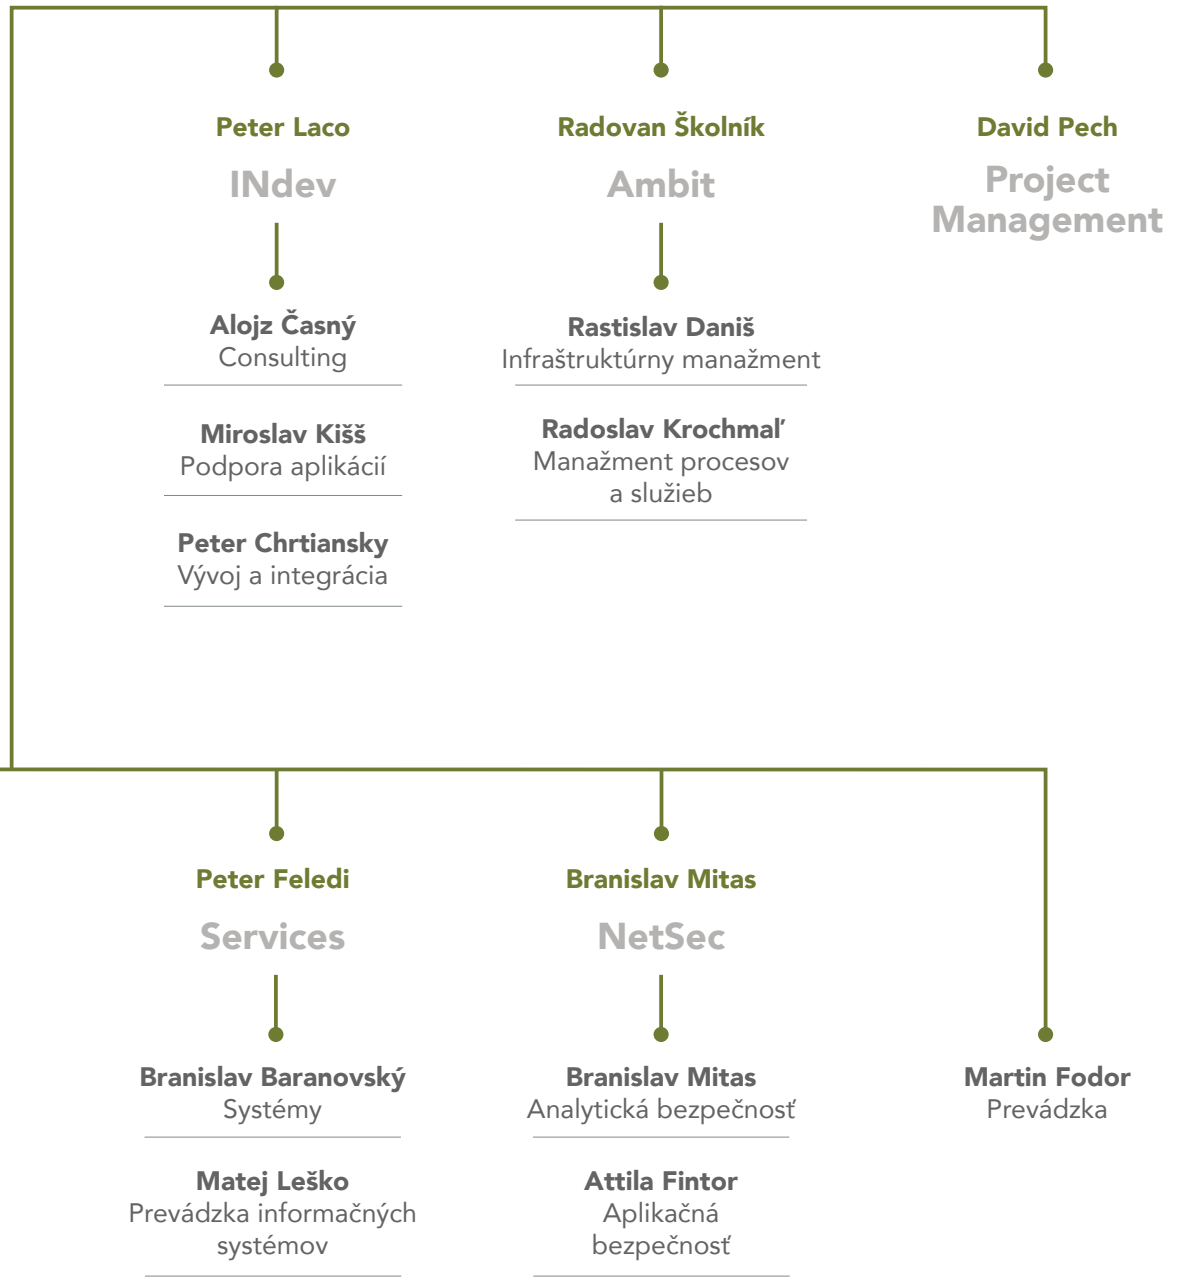 Peter Laco
INdev
Alojz Časný
Consulting
Miroslav Kišš
Podpora aplikácií
Peter Chrtiansky
Vývoj a integrácia
Radovan Školník
Ambit
Rastislav Daniš
Infraštruktúrny manažment
Radoslav Krochmaľ
Manažment procesov
a služieb
David Pech
Project
Management
Peter Feledi
Services
Branislav Baranovský
Systémy
Matej Leško
Prevádzka informačných
systémov
Branislav Mitas
NetSec
Branislav Mitas
Analytická bezpečnosť
Attila Fintor
Aplikačná
bezpečnosť
Martin Fodor
Prevádzka